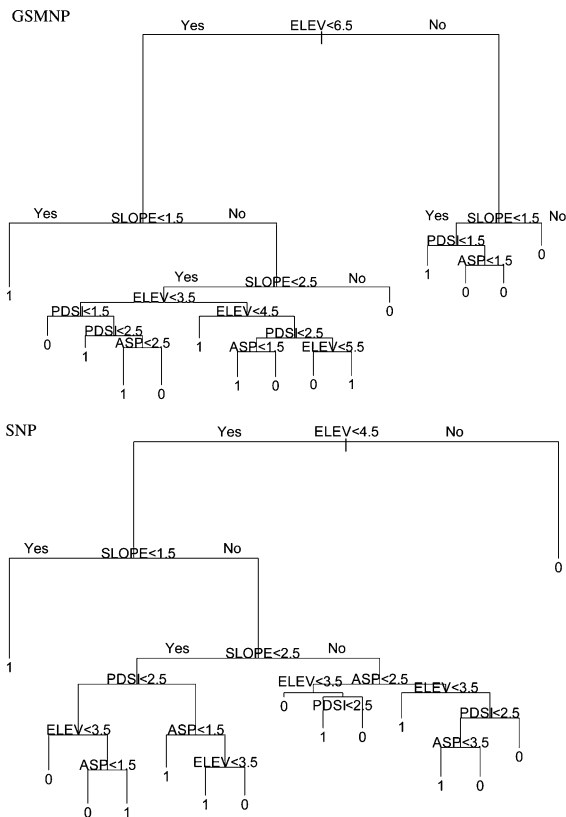 GSMNP
Yes ELEV<6.5 No
Yes SLOPE<1.5 No
Yes SLOPE<1.5 No
PDSI<1.5
ASP<1.5
0
1
0 0
Yes SLOPE<2.5 No
1
ELEV<3.5
PDSI<1.5 ELEV<4.5
0
PDSI<2.5 PDSI<2.5
0
ASP<2.5
1
1
ASP<1.5 ELEV<5.5
1 0
1 0
0 1
SNP
Yes ELEV<4.5 No
0
Yes SLOPE<1.5 No
1
Yes SLOPE<2.5 No
PDSI<2.5 ELEV<3.5 ASP<2.5 ELEV<3.5
0
PDSI<2.5 PDSI<2.5
1
1 0
ELEV<3.5 ASP<1.5
ASP<3.5
0
ASP<1.5 ELEV<3.5
0
1
1 0
0 1
1 0